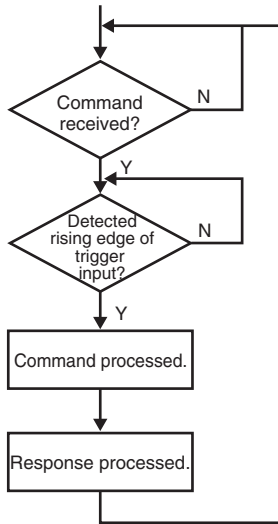 Command
received?
N
Y
Detected
rising edge of
trigger
input?
N
Y
Command processed.
Response processed.